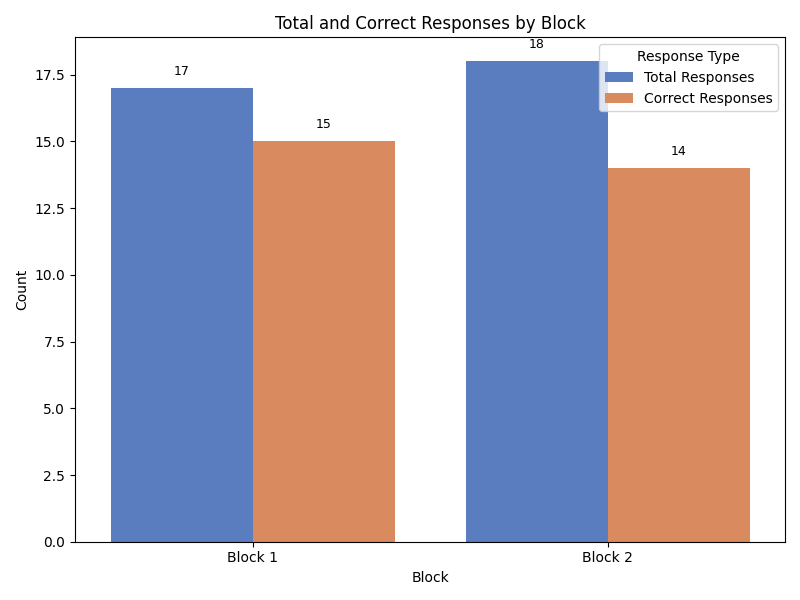 Total and Correct Responses by Block
18
Response Type
Total Responses
Correct Responses
17
15
14
17.5
15.0
12.5
10.0
7.5
5.0
2.5
0.0
Count
Block 1
Block 2
Block